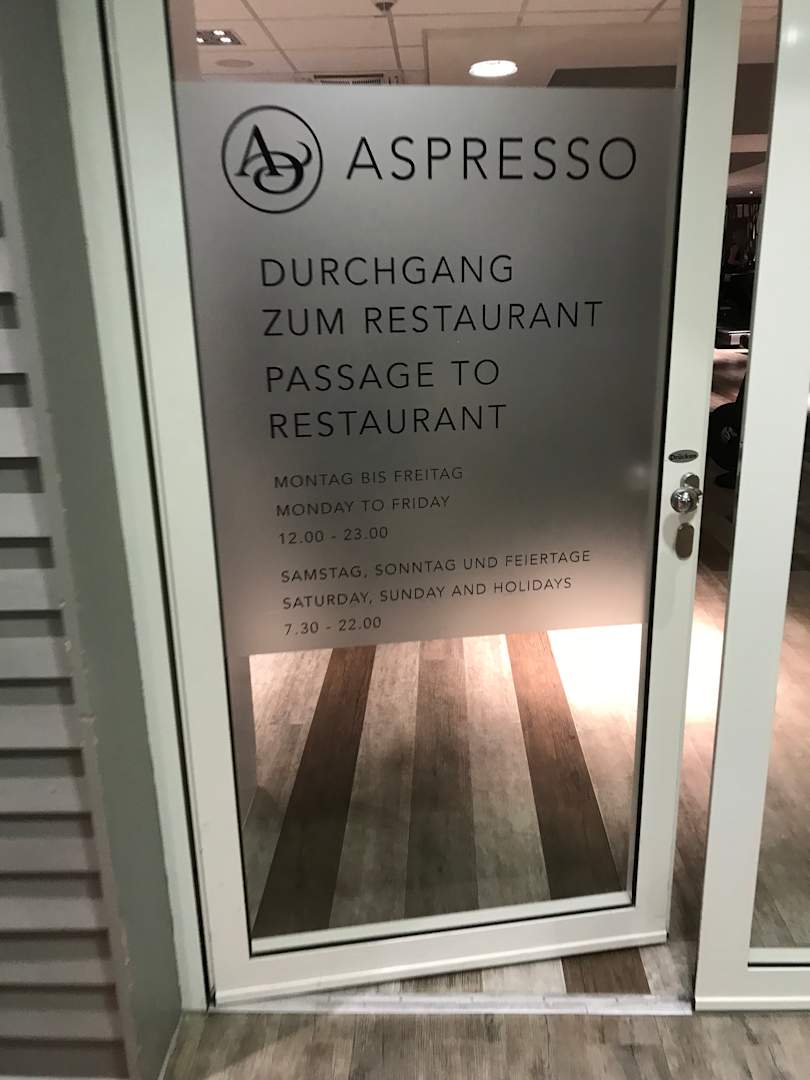 ASPRESSO
DURCHGANG
ZUM RESTAURANT
PASSAGE TO
RESTAURANT
MONTAG BIS FREITAG
MONDAY TO FRIDAY
12.00 - 23.00
SAMSTAG, SONNTAG UND FEIERTAGE
SATURDAY, SUNDAY AND HOLIDAYS
7.30 - 22.00
Drücken